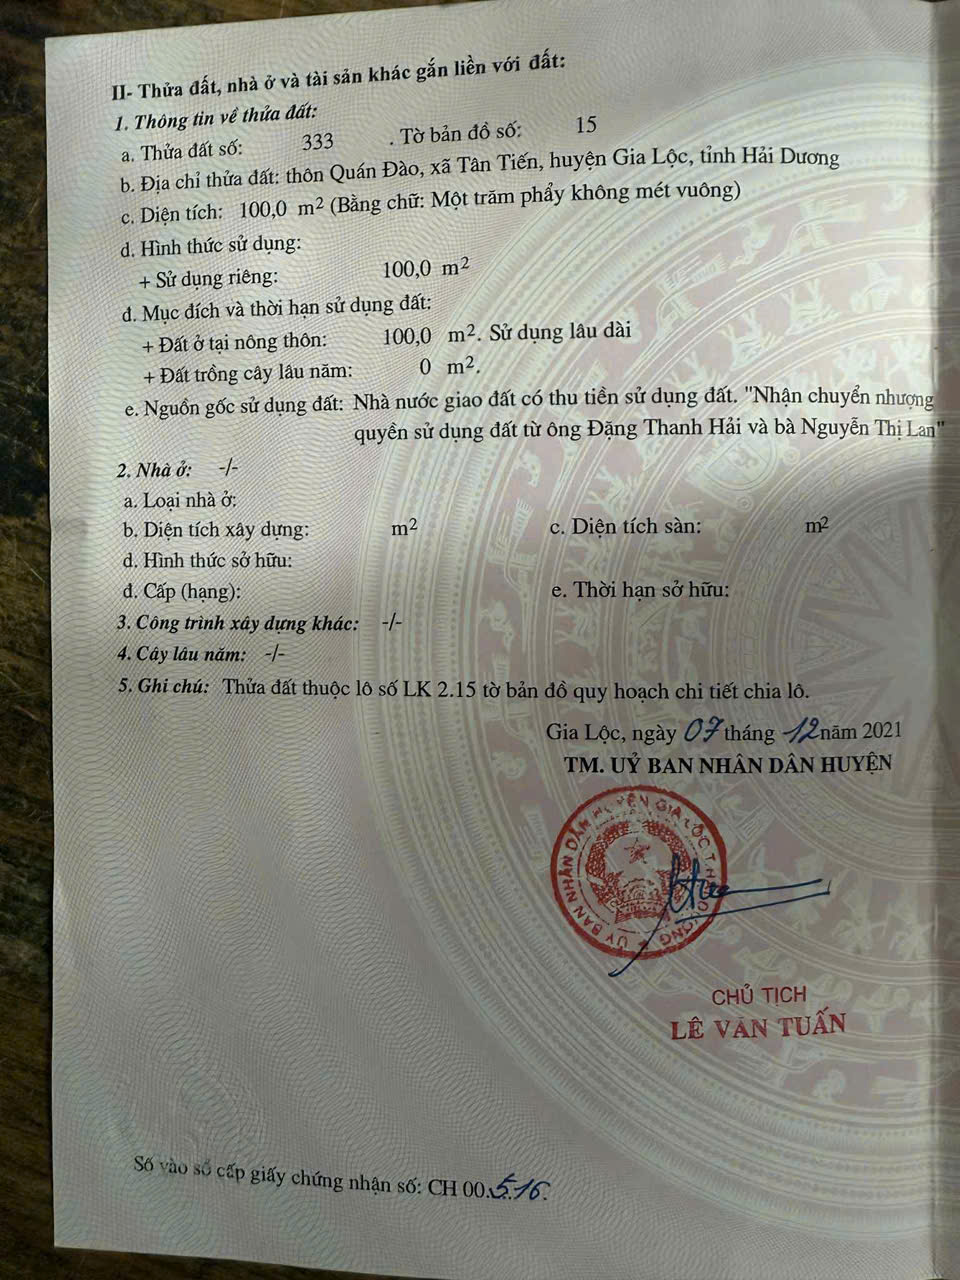 II- Thửa đất, nhà ở và tài sản khác gắn liền với đất:
1. Thông tin về thửa đất:
a. Thửa đất số: 333 . Tờ bản đồ số: 15
b. Địa chỉ thửa đất: thôn Quán Đào, xã Tân Tiến, huyện Gia Lộc, tỉnh Hải Dương
c. Diện tích: 100,0 m2 (Bằng chữ: Một trăm phẩy không mét vuông)
d. Hình thức sử dụng:
+ Sử dụng riêng: 100,0 m2
đ. Mục đích và thời hạn sử dụng đất:
+ Đất ở tại nông thôn: 100,0 m2. Sử dụng lâu dài
+ Đất trồng cây lâu năm: 0 m2.
e. Nguồn gốc sử dụng đất: Nhà nước giao đất có thu tiền sử dụng đất. "Nhận chuyển nhượng
quyền sử dụng đất từ ông Đặng Thanh Hải và bà Nguyễn Thị Lan"
2. Nhà ở: -/-
a. Loại nhà ở:
b. Diện tích xây dựng: m2 c. Diện tích sàn: m2
d. Hình thức sở hữu:
đ. Cấp (hạng): e. Thời hạn sở hữu:
3. Công trình xây dựng khác: -/-
4. Cây lâu năm: -/-
5. Ghi chú: Thửa đất thuộc lô số LK 2.15 tờ bản đồ quy hoạch chi tiết chia lô.
Gia Lộc, ngày 07 tháng 12 năm 2021
TM. UỶ BAN NHÂN DÂN HUYỆN
ỦY BAN NHÂN DÂN HUYỆN GIA LỘC
CHỦ TỊCH
LÊ VĂN TUẤN
Số vào sổ cấp giấy chứng nhận số: CH 00.516.